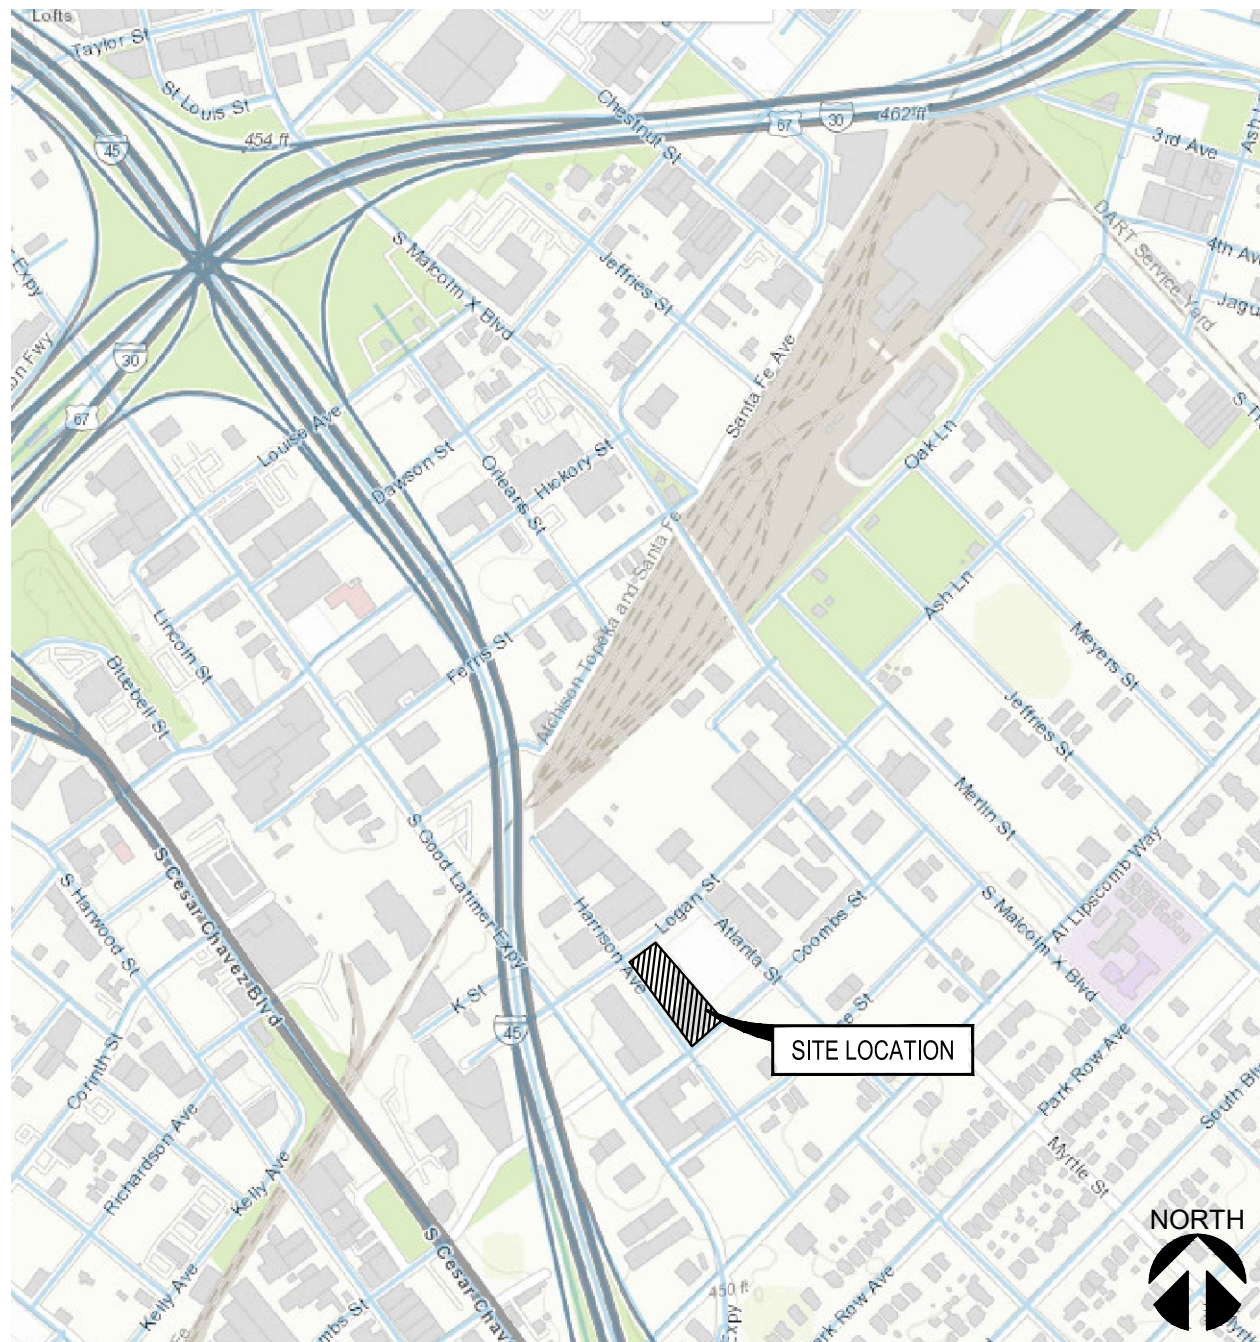 Lofts
Taylor St
St Louis St
Chestnut St
45
454 ft
67
30
462 ft
3rd Ave
S Malcolm X Blvd
Jeffries St
DART Service Yard
4th Ave
Expy
30
67
Louise Ave
Dawson St
Orleans St
Hickory St
Santa Fe Ave
Oak Ln
Atchison Topeka and Santa Fe
Ash Ln
Meyers St
Lincoln St
Bluebell St
Ferris St
Jeffries St
Merlin St
S Good Latimer Expy
S Cesar Chavez Blvd
S Harwood St
Harrison Ave
Logan St
Atlanta St
Coombs St
S Malcolm X Blvd
Al Lipscomb Way
K St
45
SITE LOCATION
Corinth St
Richardson Ave
Kelly Ave
Park Row Ave
Myrtle St
NORTH
S Cesar Chavez
Kelly Ave
450 ft
Expy